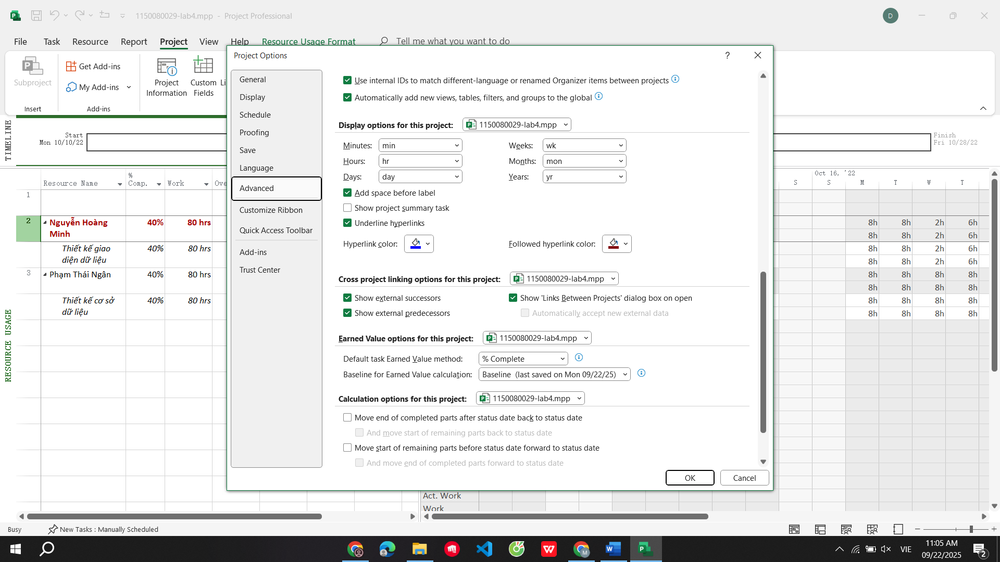 1150080029-lab4.mpp - Project Professional
D
File Task Resource Report Project View Help Resource Usage Format Tell me what you want to do
Subproject
Insert
Get Add-ins
My Add-ins
Add-ins
Project
Information
Custom
Fields
Project Options
?
General
Display
Schedule
Proofing
Save
Language
Advanced
Customize Ribbon
Quick Access Toolbar
Add-ins
Trust Center
Use internal IDs to match different-language or renamed Organizer items between projects
Automatically add new views, tables, filters, and groups to the global
Display options for this project: 1150080029-lab4.mpp
Minutes: min Weeks: wk
Hours: hr Months: mon
Days: day Years: yr
Add space before label
Show project summary task
Underline hyperlinks
Hyperlink color: Followed hyperlink color:
Cross project linking options for this project: 1150080029-lab4.mpp
Show external successors Show 'Links Between Projects' dialog box on open
Show external predecessors Automatically accept new external data
Earned Value options for this project: 1150080029-lab4.mpp
Default task Earned Value method: % Complete
Baseline for Earned Value calculation: Baseline (last saved on Mon 09/22/25)
Calculation options for this project: 1150080029-lab4.mpp
Move end of completed parts after status date back to status date
And move start of remaining parts back to status date
Move start of remaining parts before status date forward to status date
And move end of completed parts forward to status date
OK Cancel
TIMELINE
Start
Mon 10/10/22
Finish
Fri 10/28/22
RESOURCE USAGE
Resource Name % Comp. Work
1
2 Nguyễn Hoàng Minh 40% 80 hrs
Thiết kế giao diện dữ liệu 40% 80 hrs
3 Phạm Thái Ngân 40% 80 hrs
Thiết kế cơ sở dữ liệu 40% 80 hrs
Oct 16, '22
S S M T W T
8h 8h 2h 6h
8h 8h 2h 6h
8h 8h 2h 6h
8h 8h 2h 6h
8h 8h 8h 8h
8h 8h 8h 8h
8h 8h 8h 8h
8h 8h 8h 8h
Act. Work
Work
Busy New Tasks : Manually Scheduled
VIE
11:05 AM
09/22/2025
2